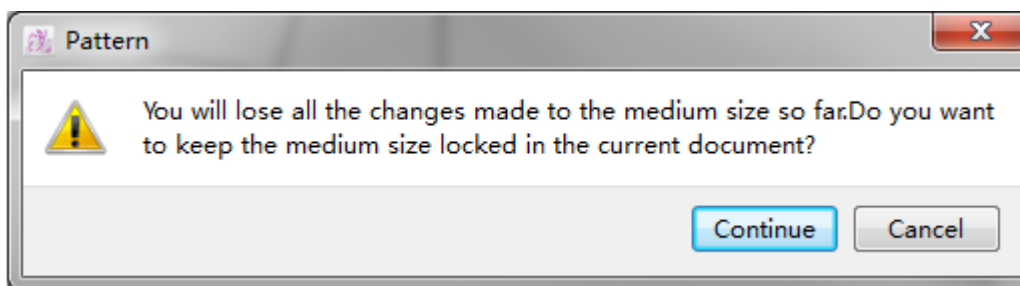 Pattern
You will lose all the changes made to the medium size so far.Do you want
to keep the medium size locked in the current document?
Continue Cancel